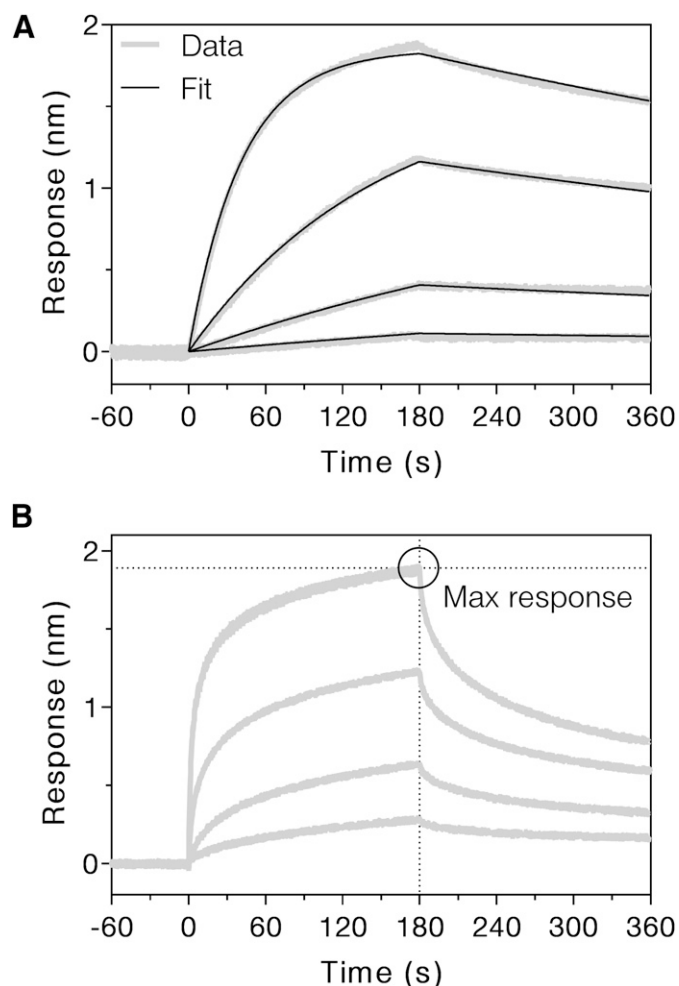 A
2
Data
Fit
1
0
Response (nm)
-60 0 60 120 180 240 300 360
Time (s)
B
2
Max response
1
0
Response (nm)
-60 0 60 120 180 240 300 360
Time (s)